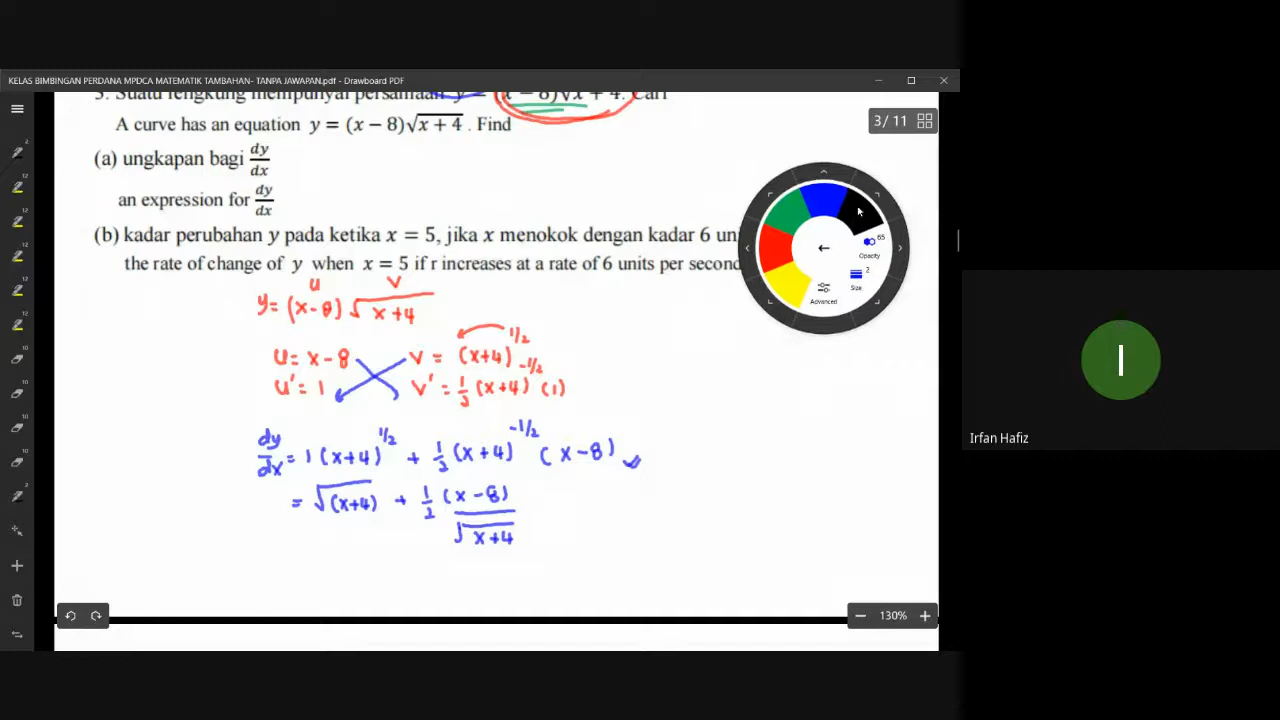 KELAS BIMBINGAN PERDANA MPDCA MATEMATIK TAMBAHAN- TANPA JAWAPAN.pdf - Drawboard PDF
3/11
A curve has an equation y = (x − 8)√x + 4 . Find
(a) ungkapan bagi dy/dx
an expression for dy/dx
(b) kadar perubahan y pada ketika x = 5, jika x menokok dengan kadar 6 uni
the rate of change of y when x = 5 if r increases at a rate of 6 units per second
65
Opacity
2
Size
Advanced
u v
y = (x−8) √x+4
u = x−8 v = (x+4)^1/2
u' = 1 v' = 1/2 (x+4)^−1/2 (1)
dy/dx = 1 (x+4)^1/2 + 1/2 (x+4)^−1/2 (x−8)
= √(x+4) + 1/2 (x−8)/√x+4
130%
I
Irfan Hafiz